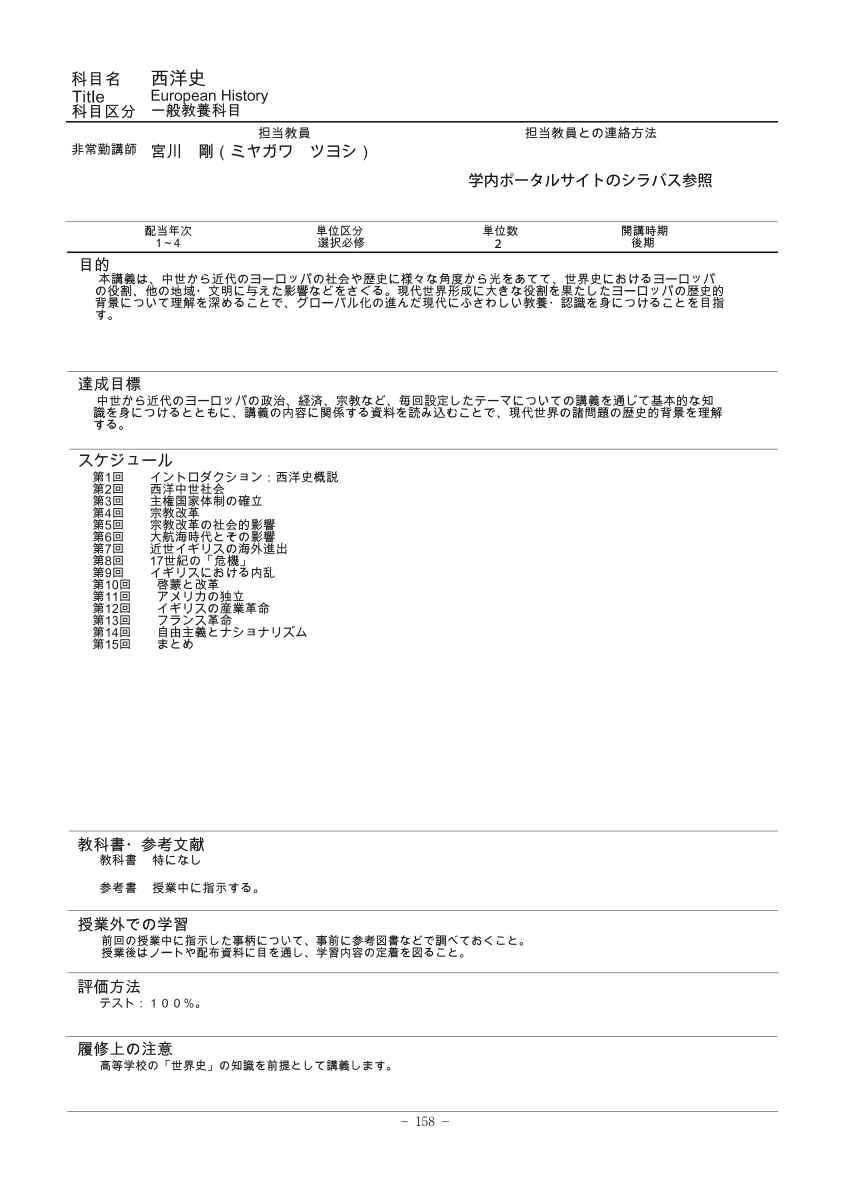 科目名　西洋史
Title　European History
科目区分　一般教養科目
担当教員　担当教員との連絡方法
非常勤講師　宮川　剛 ( ミヤガワ　ツヨシ )
学内ポータルサイトのシラバス参照
配当年次　単位区分　単位数　開講時期
1~4　選択必修　2　後期
目的
本講義は、中世から近代のヨーロッパの社会や歴史に様々な角度から光をあてて、世界史におけるヨーロッパ
の役割、他の地域・文明に与えた影響などをさぐる。現代世界形成に大きな役割を果たしたヨーロッパの歴史的
背景について理解を深めることで、グローバル化の進んだ現代にふさわしい教養・認識を身につけることを目指
す。
達成目標
中世から近代のヨーロッパの政治、経済、宗教など、毎回設定したテーマについての講義を通じて基本的な知
識を身につけるとともに、講義の内容に関係する資料を読み込むことで、現代世界の諸問題の歴史的背景を理解
する。
スケジュール
第1回　イントロダクション：西洋史概説
第2回　西洋中世社会
第3回　主権国家体制の確立
第4回　宗教改革
第5回　宗教改革の社会的影響
第6回　大航海時代とその影響
第7回　近世イギリスの海外進出
第8回　17世紀の「危機」
第9回　イギリスにおける内乱
第10回　啓蒙と改革
第11回　アメリカの独立
第12回　イギリスの産業革命
第13回　フランス革命
第14回　自由主義とナショナリズム
第15回　まとめ
教科書・参考文献
教科書　特になし
参考書　授業中に指示する。
授業外での学習
前回の授業中に指示した事柄について、事前に参考図書などで調べておくこと。
授業後はノートや配布資料に目を通し、学習内容の定着を図ること。
評価方法
テスト：１００%。
履修上の注意
高等学校の「世界史」の知識を前提として講義します。
− 158 −